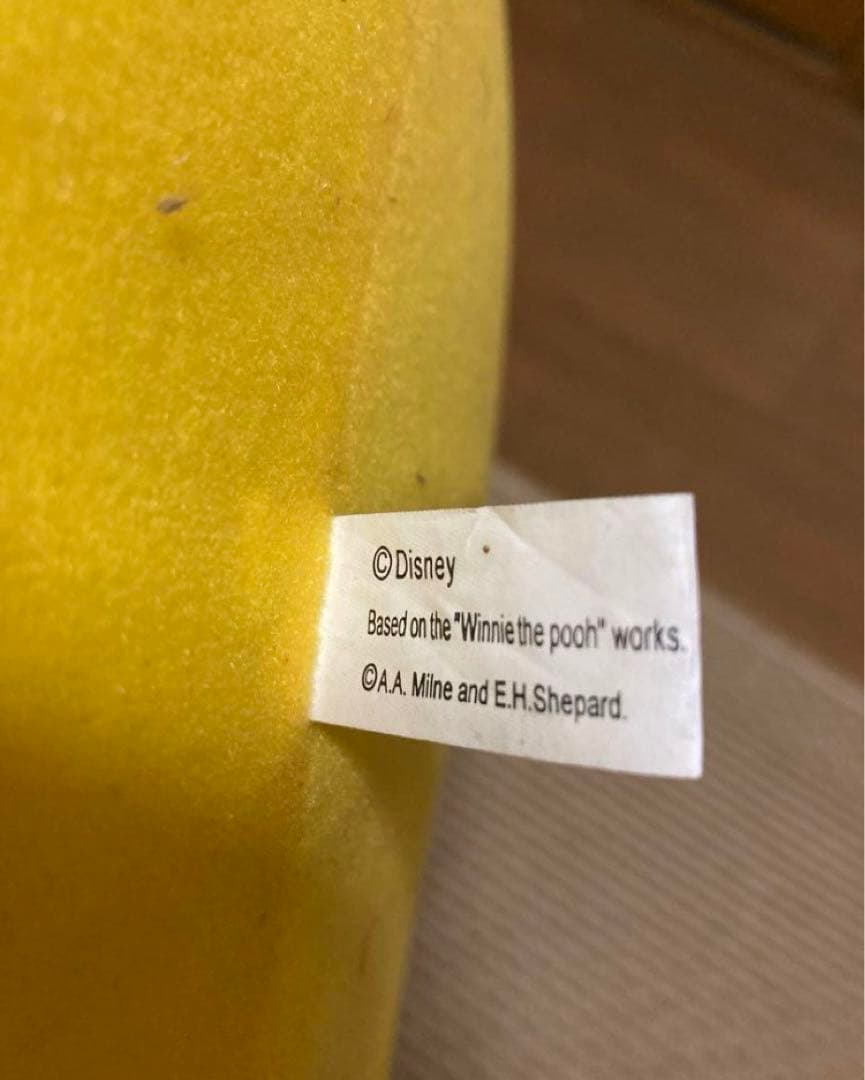 ©Disney
Based on the "Winnie the pooh" works.
©A.A. Milne and E.H.Shepard.